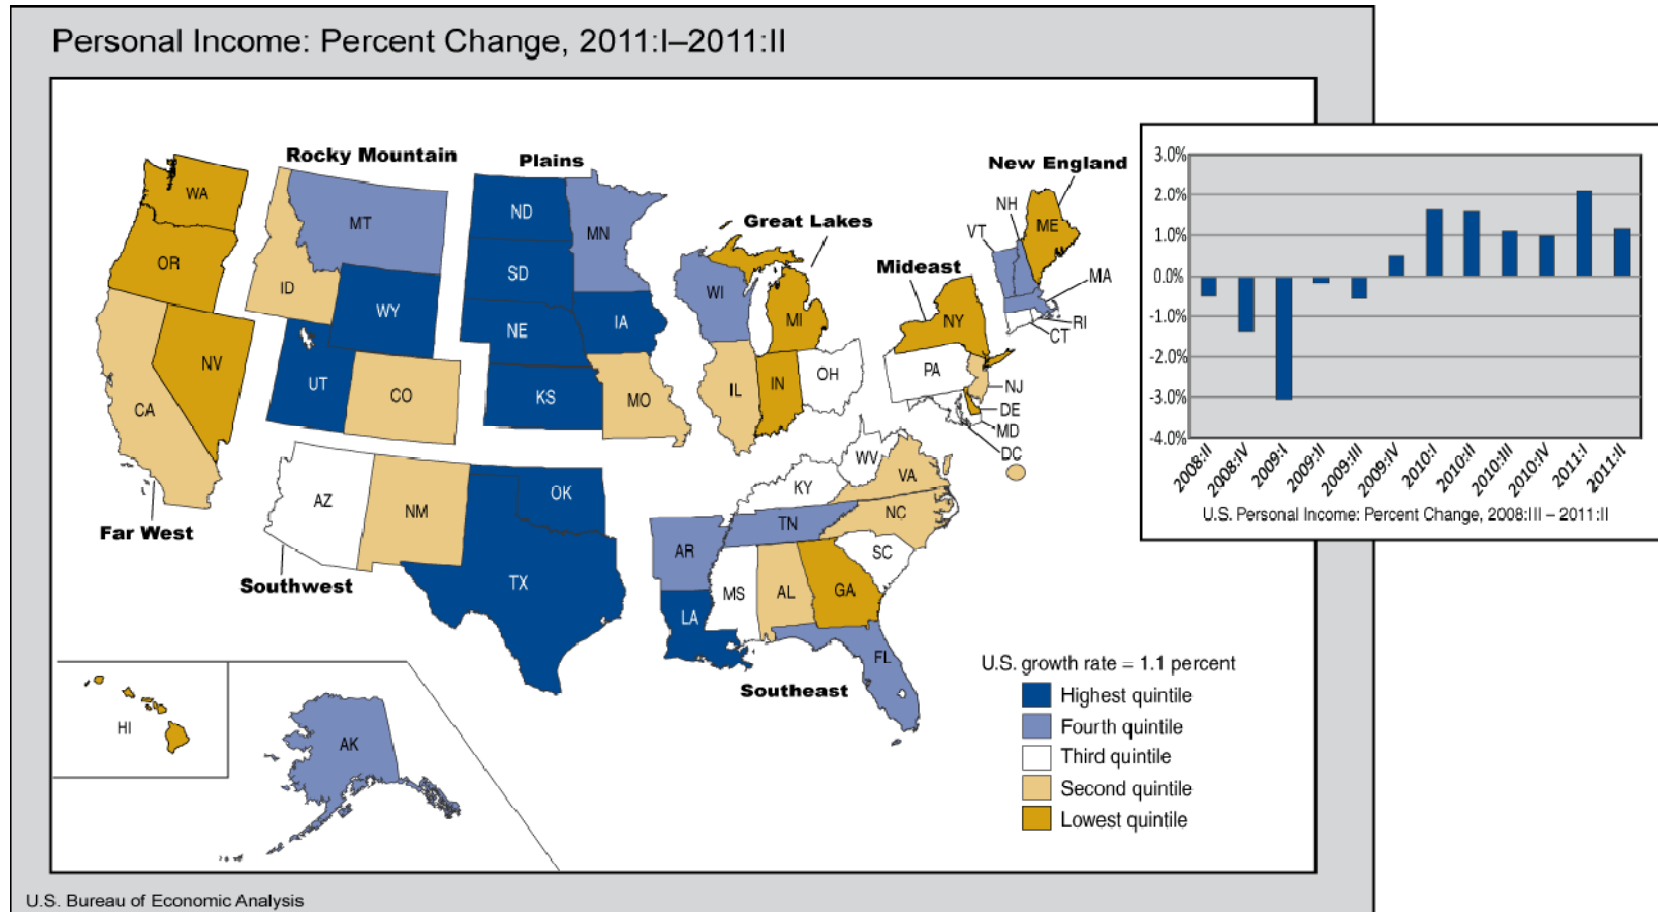 Personal Income: Percent Change, 2011:I–2011:II
Rocky Mountain
Plains
New England
Great Lakes
Mideast
Far West
Southwest
Southeast
WA
OR
CA
NV
ID
MT
WY
UT
CO
AZ
NM
ND
SD
NE
KS
MN
IA
MO
OK
TX
WI
MI
IL
IN
OH
AR
LA
MS
AL
TN
KY
WV
VA
NC
SC
GA
FL
NY
PA
NJ
DE
MD
DC
VT
NH
ME
MA
RI
CT
HI
AK
U.S. growth rate = 1.1 percent
Highest quintile
Fourth quintile
Third quintile
Second quintile
Lowest quintile
3.0%
2.0%
1.0%
0.0%
-1.0%
-2.0%
-3.0%
-4.0%
2008:II
2008:IV
2009:I
2009:II
2009:III
2009:IV
2010:I
2010:II
2010:III
2010:IV
2011:I
2011:II
U.S. Personal Income: Percent Change, 2008:III – 2011:II
U.S. Bureau of Economic Analysis